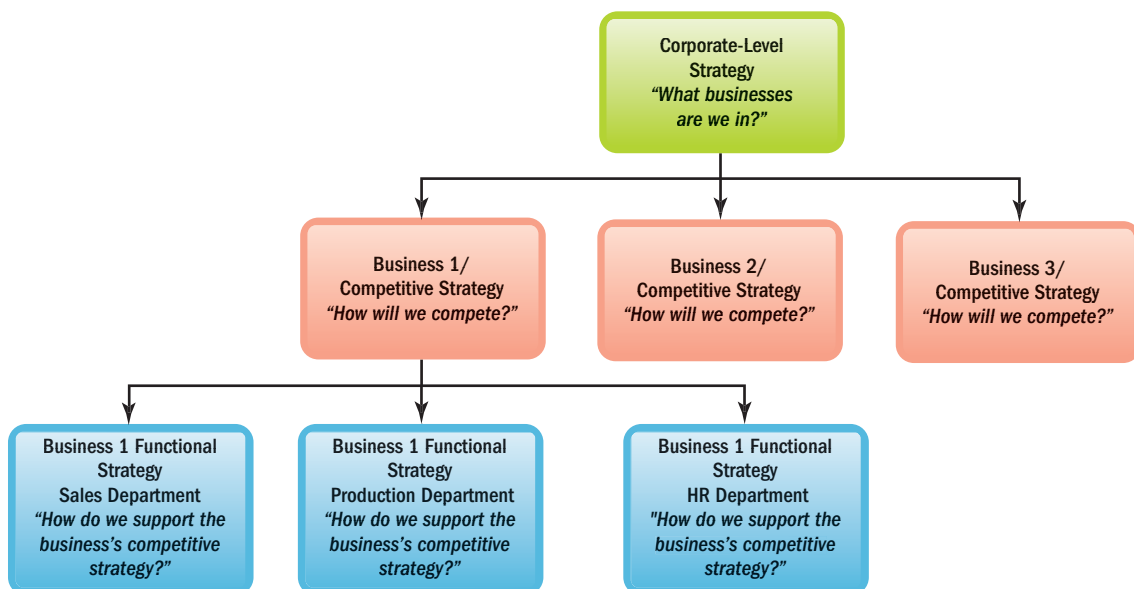 Corporate-Level
Strategy
“What businesses
are we in?”
Business 1/
Competitive Strategy
“How will we compete?”
Business 2/
Competitive Strategy
“How will we compete?”
Business 3/
Competitive Strategy
“How will we compete?”
Business 1 Functional
Strategy
Sales Department
“How do we support the
business’s competitive
strategy?”
Business 1 Functional
Strategy
Production Department
“How do we support the
business’s competitive
strategy?”
Business 1 Functional
Strategy
HR Department
"How do we support the
business’s competitive
strategy?”